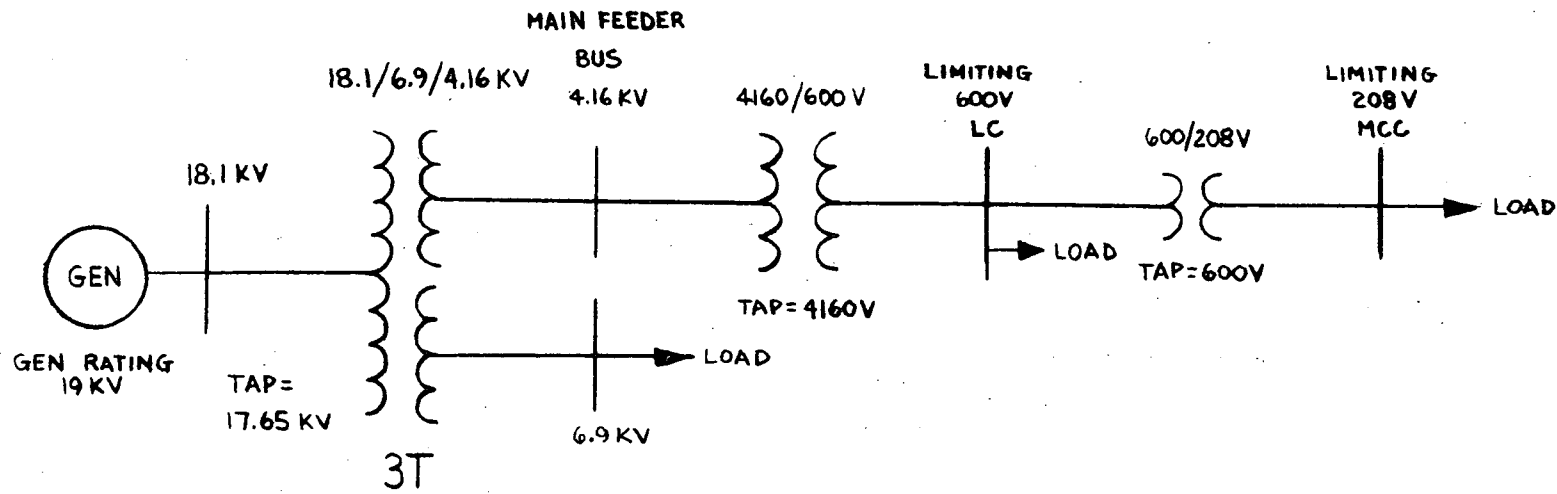 MAIN FEEDER
BUS
4.16 KV
18.1/6.9/4.16 KV
4160/600 V
LIMITING
600V
LC
LIMITING
208V
MCC
600/208V
18.1 KV
GEN
GEN RATING
19 KV
TAP=
17.65 KV
3T
LOAD
6.9 KV
TAP=4160V
LOAD
TAP=600V
LOAD